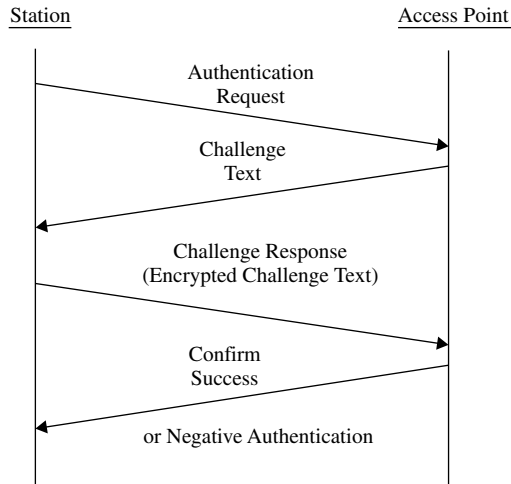 Station
Access Point
Authentication
Request
Challenge
Text
Challenge Response
(Encrypted Challenge Text)
Confirm
Success
or Negative Authentication